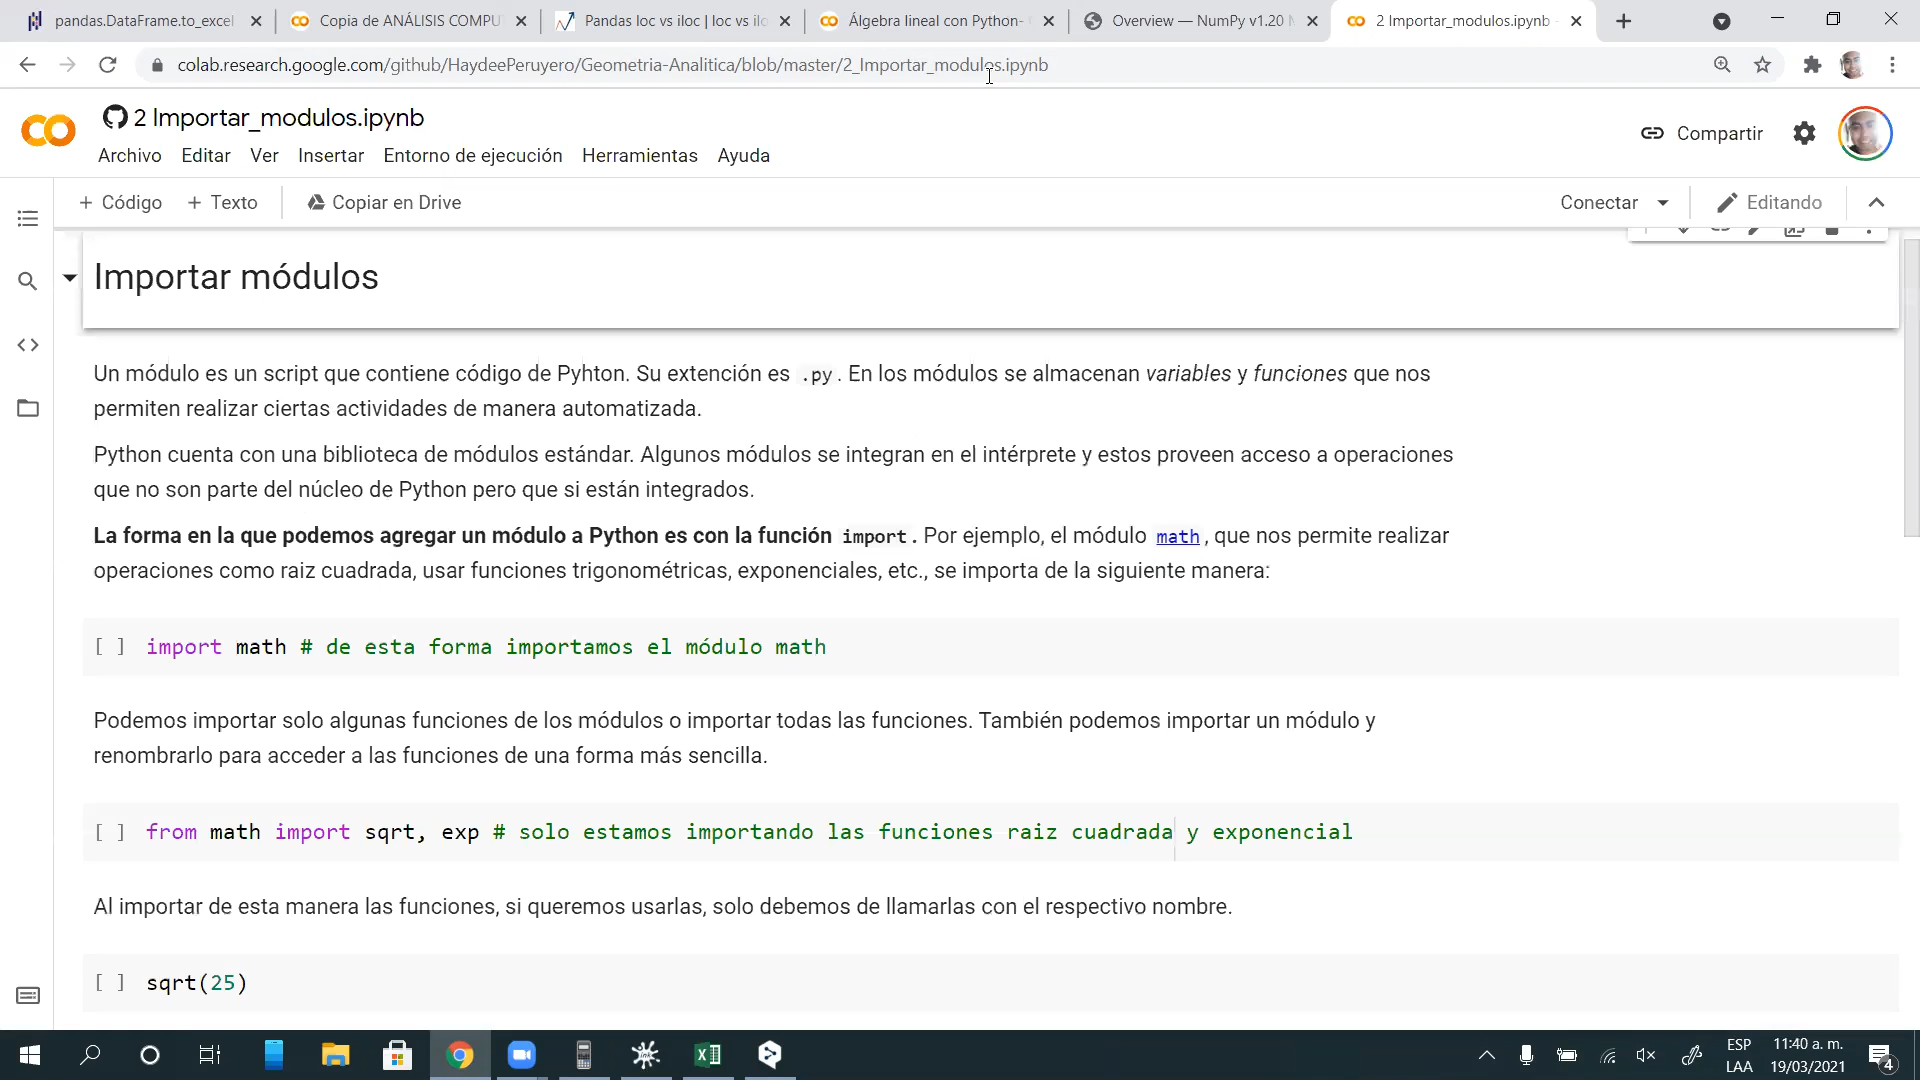 pandas.DataFrame.to_excel
Copia de ANÁLISIS COMPU
Pandas loc vs iloc | loc vs ilo
Álgebra lineal con Python-
Overview — NumPy v1.20
2 Importar_modulos.ipynb
colab.research.google.com/github/HaydeePeruyero/Geometria-Analitica/blob/master/2_Importar_modulos.ipynb
2 Importar_modulos.ipynb
Archivo Editar Ver Insertar Entorno de ejecución Herramientas Ayuda
Compartir
+ Código + Texto Copiar en Drive
Conectar Editando
Importar módulos
Un módulo es un script que contiene código de Pyhton. Su extención es .py. En los módulos se almacenan variables y funciones que nos
permiten realizar ciertas actividades de manera automatizada.
Python cuenta con una biblioteca de módulos estándar. Algunos módulos se integran en el intérprete y estos proveen acceso a operaciones
que no son parte del núcleo de Python pero que si están integrados.
La forma en la que podemos agregar un módulo a Python es con la función import. Por ejemplo, el módulo math, que nos permite realizar
operaciones como raiz cuadrada, usar funciones trigonométricas, exponenciales, etc., se importa de la siguiente manera:
[ ] import math # de esta forma importamos el módulo math
Podemos importar solo algunas funciones de los módulos o importar todas las funciones. También podemos importar un módulo y
renombrarlo para acceder a las funciones de una forma más sencilla.
[ ] from math import sqrt, exp # solo estamos importando las funciones raiz cuadrada y exponencial
Al importar de esta manera las funciones, si queremos usarlas, solo debemos de llamarlas con el respectivo nombre.
[ ] sqrt(25)
ESP
LAA
11:40 a. m.
19/03/2021
4